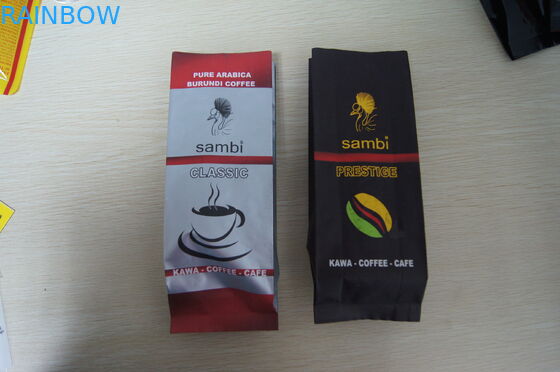 RAINBOW
PURE ARABICA
BURUNDI COFFEE
sambi
CLASSIC
KAWA - COFFEE - CAFE
sambi
PRESTIGE
KAWA - COFFEE - CAFE